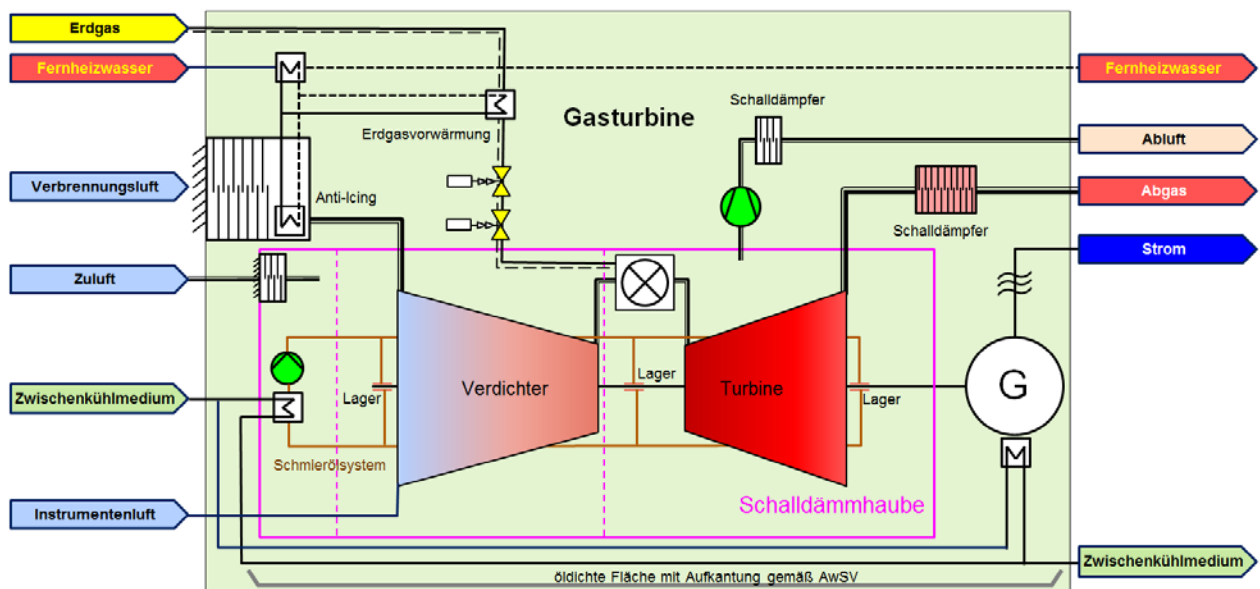 Erdgas
Fernheizwasser
Fernheizwasser
Schalldämpfer
Gasturbine
Erdgasvorwärmung
Abluft
Verbrennungsluft
Anti-Icing
Abgas
Schalldämpfer
Strom
Zuluft
Lager
Verdichter
Turbine
Zwischenkühlmedium
Lager
Lager
G
Schmierölsystem
Schalldämmhaube
Instrumentenluft
Zwischenkühlmedium
öldichte Fläche mit Aufkantung gemäß AwSV